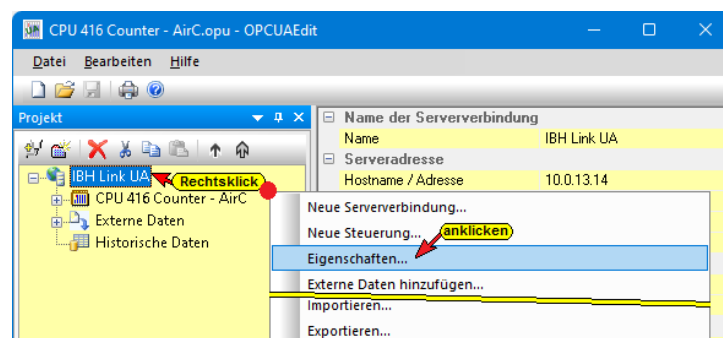 CPU 416 Counter - AirC.opu - OPCUAEdit
Datei Bearbeiten Hilfe
Projekt
Name der Serververbindung
Name IBH Link UA
Serveradresse
Hostname / Adresse 10.0.13.14
IBH Link UA Rechtsklick
CPU 416 Counter - AirC
Externe Daten
Historische Daten
Neue Serververbindung...
Neue Steuerung... anklicken
Eigenschaften...
Externe Daten hinzufügen...
Importieren...
Exportieren...